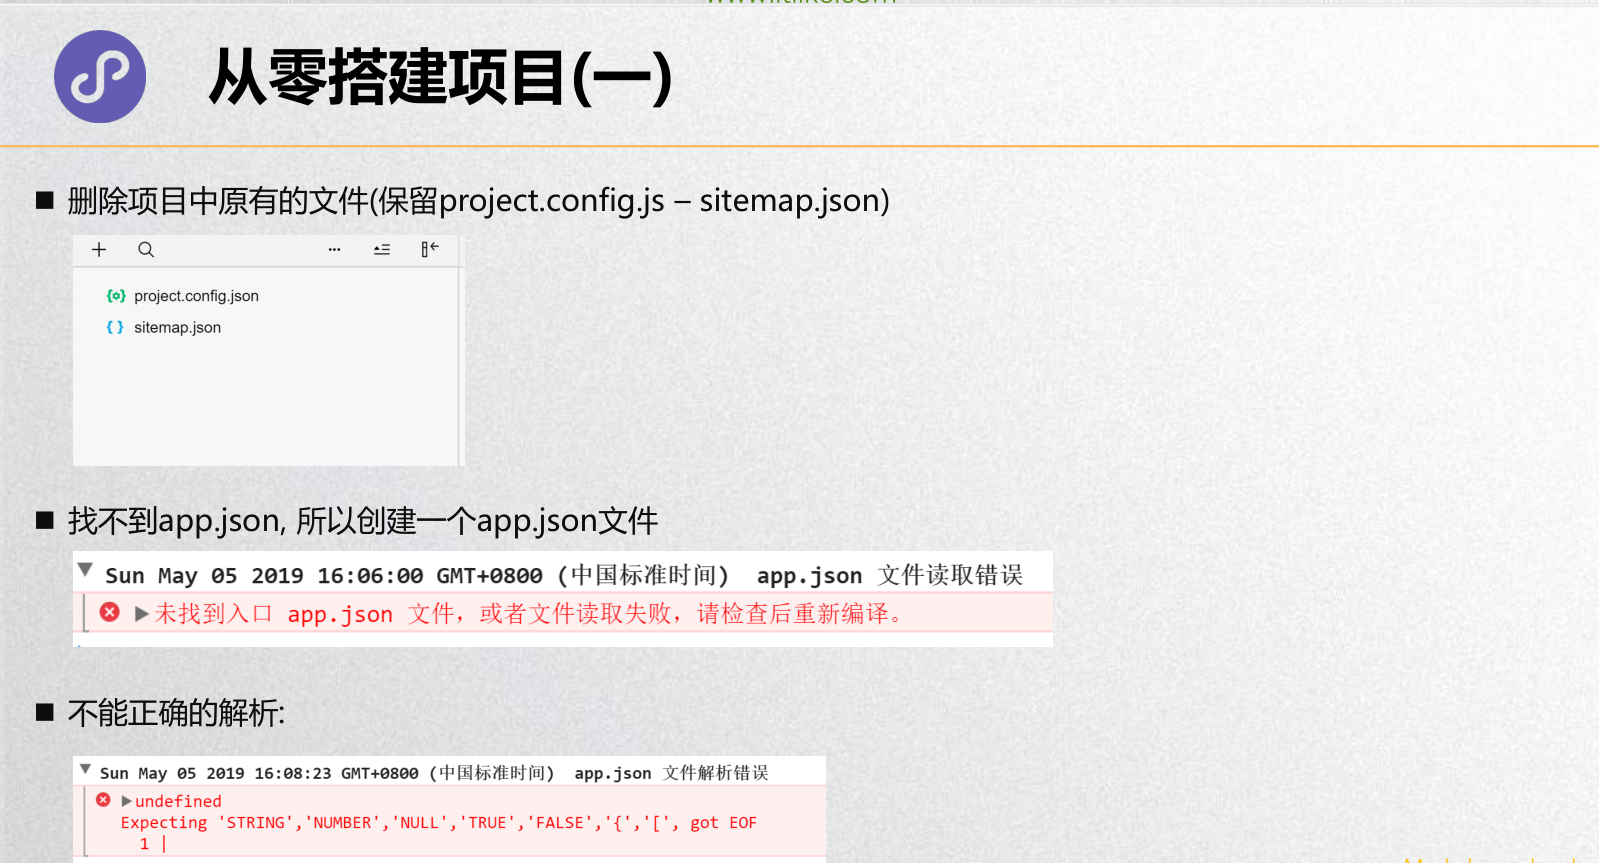 从零搭建项目(一)
删除项目中原有的文件(保留project.config.js – sitemap.json)
project.config.json
sitemap.json
找不到app.json, 所以创建一个app.json文件
Sun May 05 2019 16:06:00 GMT+0800 (中国标准时间) app.json 文件读取错误
未找到入口 app.json 文件，或者文件读取失败，请检查后重新编译。
不能正确的解析:
Sun May 05 2019 16:08:23 GMT+0800 (中国标准时间) app.json 文件解析错误
undefined
Expecting 'STRING','NUMBER','NULL','TRUE','FALSE','{','[', got EOF
1 |